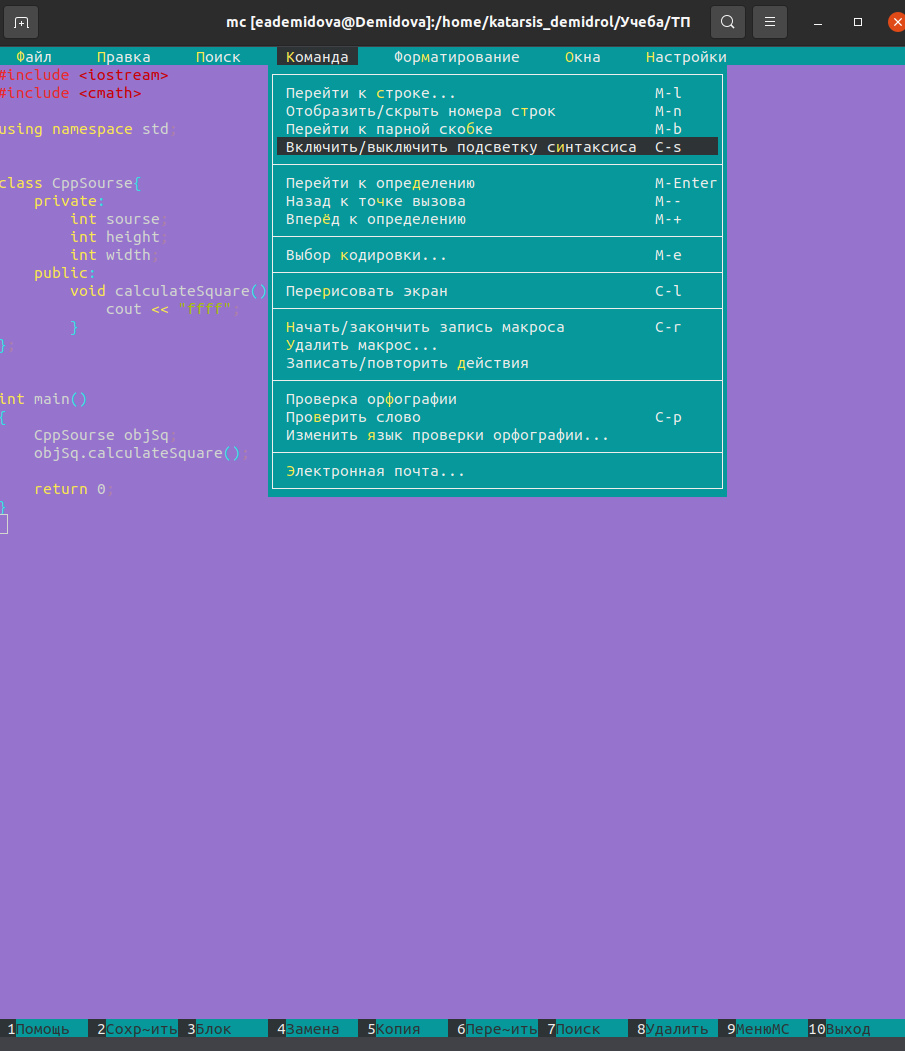 mc [eademidova@Demidova]:/home/katarsis_demidrol/Учеба/ТП
Файл Правка Поиск Команда Форматирование Окна Настройки
#include <iostream>
#include <cmath>
using namespace std;
class CppSourse{
private:
int sourse;
int height;
int width;
public:
void calculateSquare()
cout << "ffff";
}
};
int main()
{
CppSourse objSq;
objSq.calculateSquare();
return 0;
}
Перейти к строке... M-l
Отобразить/скрыть номера строк M-n
Перейти к парной скобке M-b
Включить/выключить подсветку синтаксиса C-s
Перейти к определению M-Enter
Назад к точке вызова M--
Вперёд к определению M-+
Выбор кодировки... M-e
Перерисовать экран C-l
Начать/закончить запись макроса C-r
Удалить макрос...
Записать/повторить действия
Проверка орфографии
Проверить слово C-p
Изменить язык проверки орфографии...
Электронная почта...
1Помощь 2Сохр~ить 3Блок 4Замена 5Копия 6Пере~ить 7Поиск 8Удалить 9МенюMC 10Выход